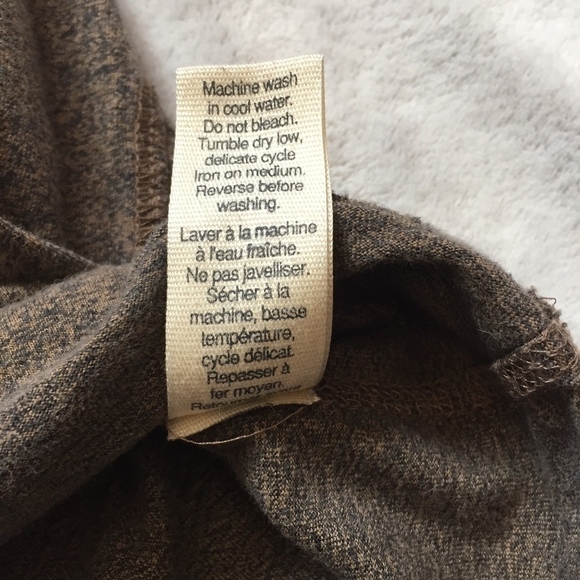 Machine wash
in cool water.
Do not bleach.
Tumble dry low,
delicate cycle
Iron on medium.
Reverse before
washing.
Laver à la machine
à l'eau fraîche.
Ne pas javelliser.
Sécher à la
machine, basse
température,
cycle délicat.
Repasser à
fer moyen.